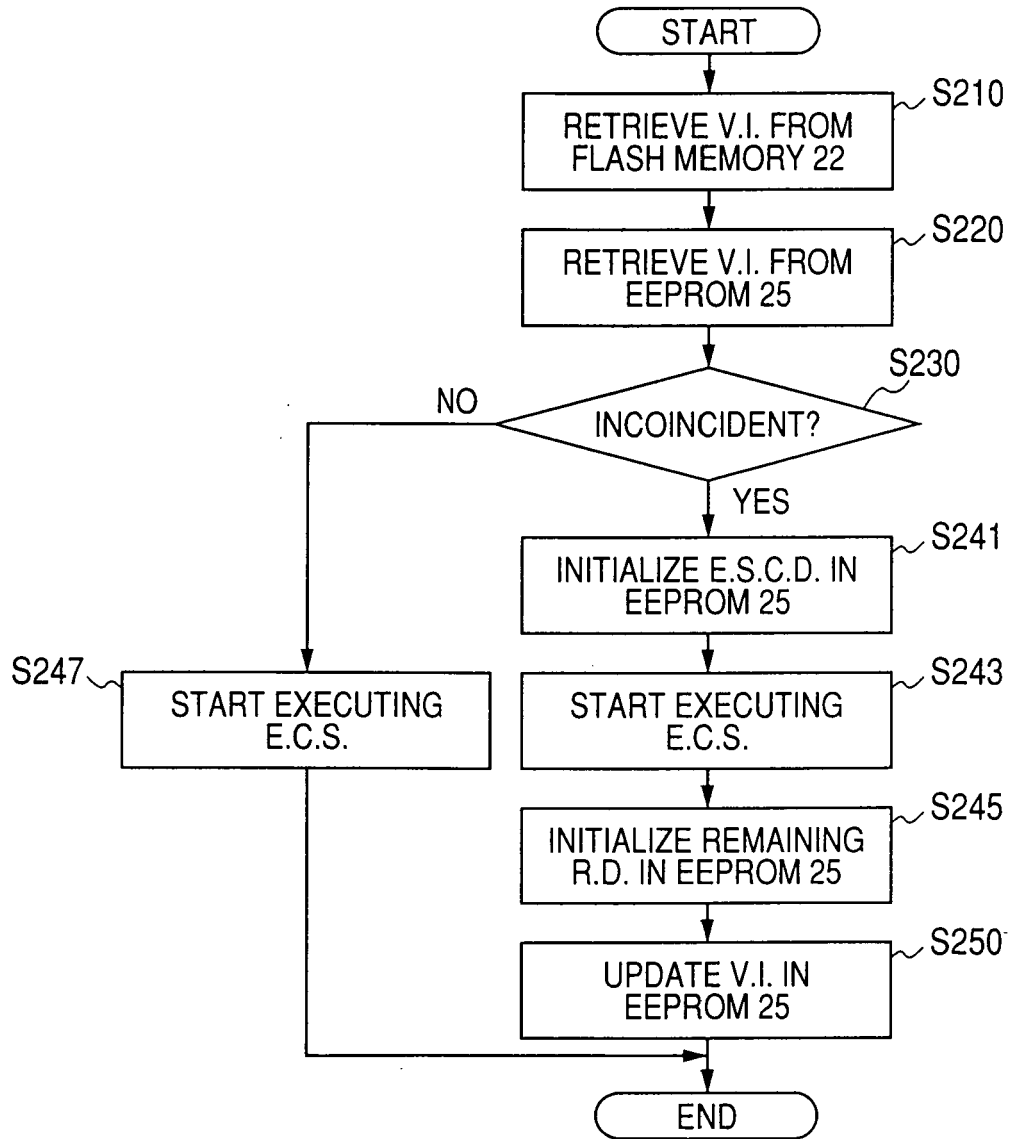 START
S210
RETRIEVE V.I. FROM
FLASH MEMORY 22
S220
RETRIEVE V.I. FROM
EEPROM 25
S230
NO
INCOINCIDENT?
YES
S241
INITIALIZE E.S.C.D. IN
EEPROM 25
S247
START EXECUTING
E.C.S.
S243
START EXECUTING
E.C.S.
S245
INITIALIZE REMAINING
R.D. IN EEPROM 25
S250
UPDATE V.I. IN
EEPROM 25
END